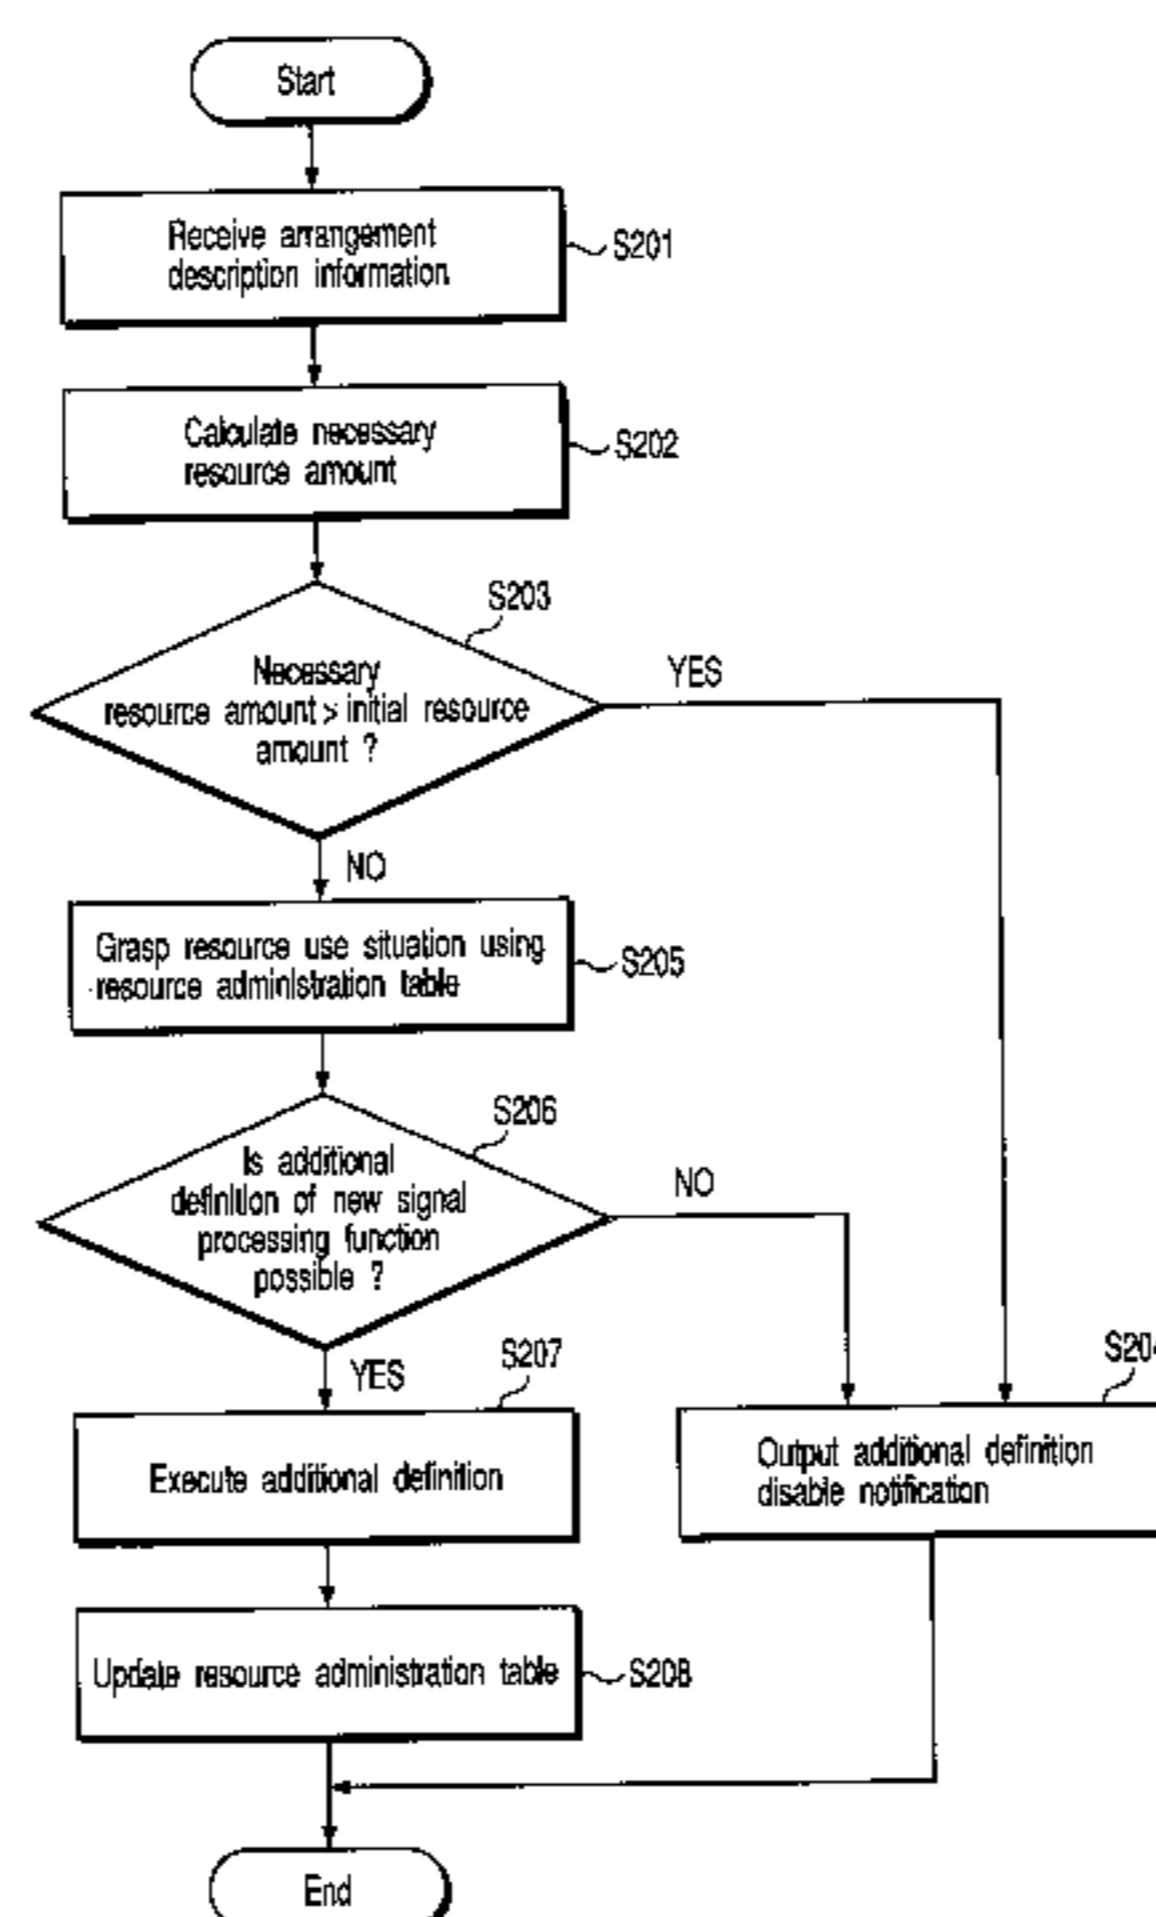 Start
Receive arrangement
description information
S201
Calculate necessary
resource amount
S202
S203
Necessary
resource amount > initial resource
amount ?
YES
NO
Grasp resource use situation using
resource administration table
S205
S206
Is additional
definition of new signal
processing function
possible ?
NO
YES
S207
S204
Execute additional definition
Output additional definition
disable notification
Update resource administration table
S208
End